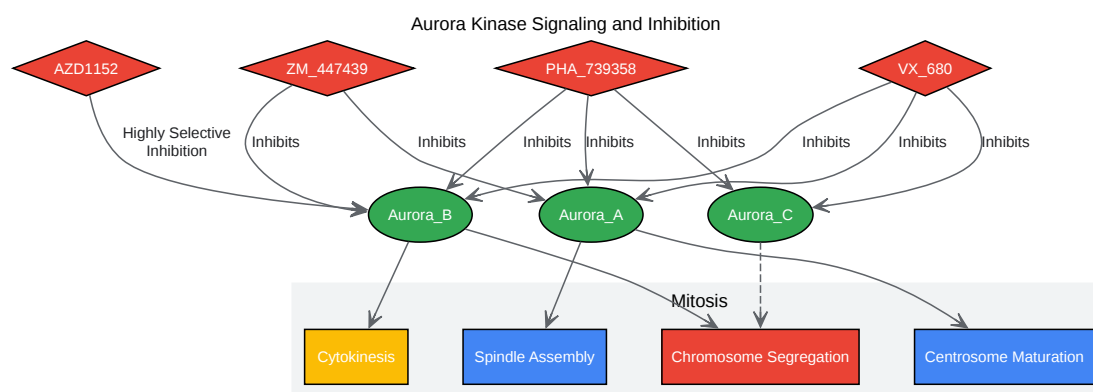 Aurora Kinase Signaling and Inhibition
AZD1152
ZM_447439
PHA_739358
VX_680
Highly Selective
Inhibition
Inhibits
Inhibits
Inhibits
Inhibits
Inhibits
Inhibits
Inhibits
Inhibits
Aurora_B
Aurora_A
Aurora_C
Mitosis
Cytokinesis
Spindle Assembly
Chromosome Segregation
Centrosome Maturation